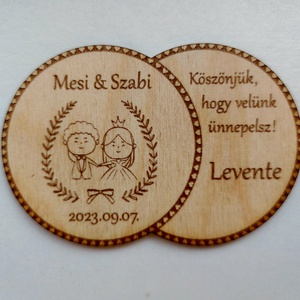 Mesi & Szabi
2023.09.07.
Köszönjük,
hogy velünk
ünnepelsz!
Levente